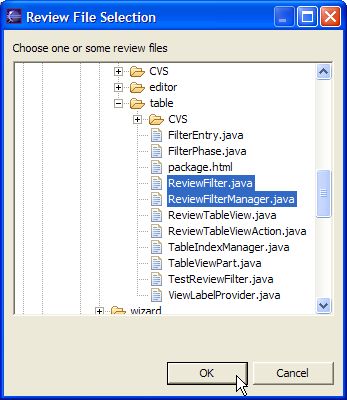 Review File Selection
Choose one or some review files
CVS
editor
table
CVS
FilterEntry.java
FilterPhase.java
package.html
ReviewFilter.java
ReviewFilterManager.java
ReviewTableView.java
ReviewTableViewAction.java
TableIndexManager.java
TableViewPart.java
TestReviewFilter.java
ViewLabelProvider.java
wizard
OK
Cancel